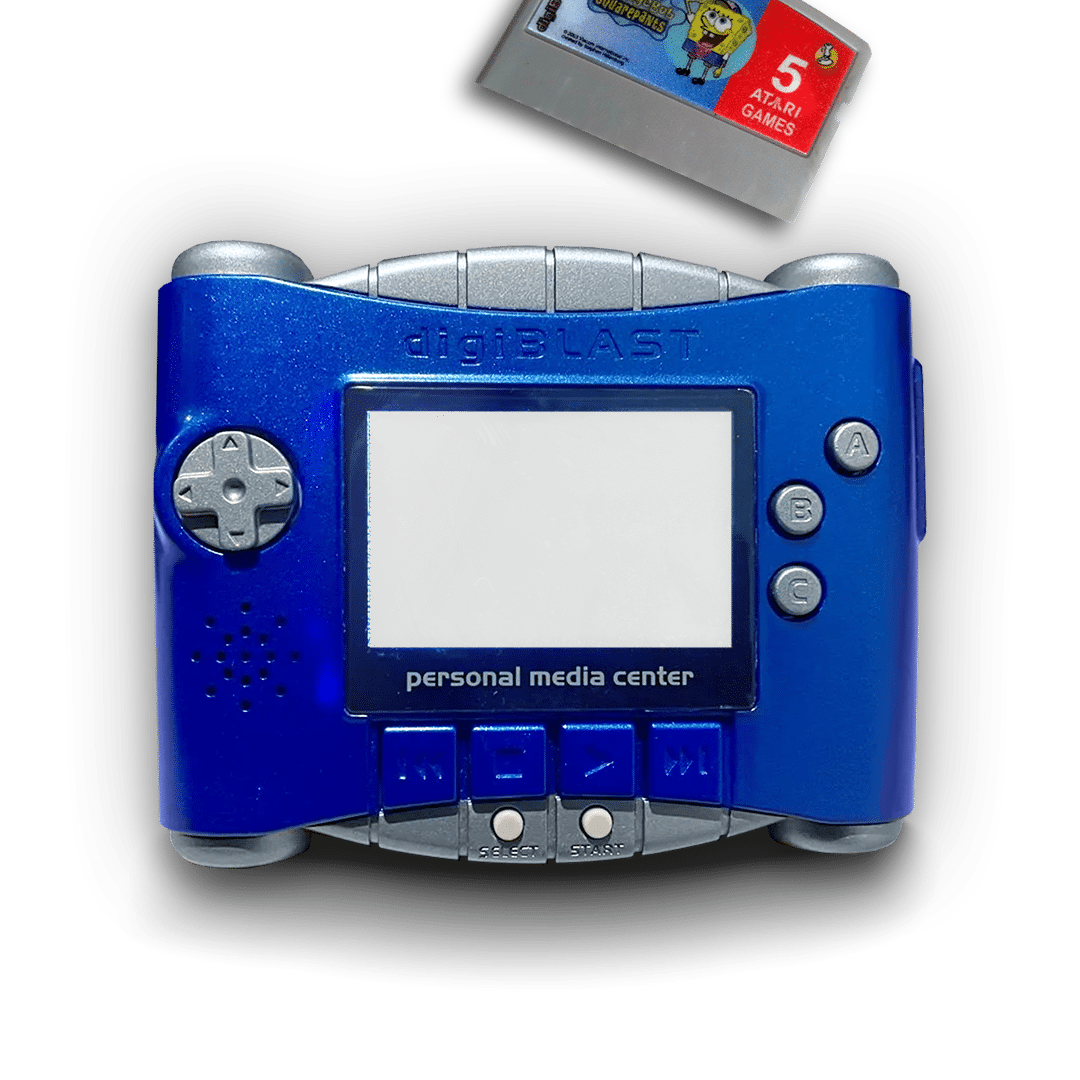 SQUAREPANTS
5
ATARI
GAMES
digiBLAST
A
B
C
personal media center
SELECT
START